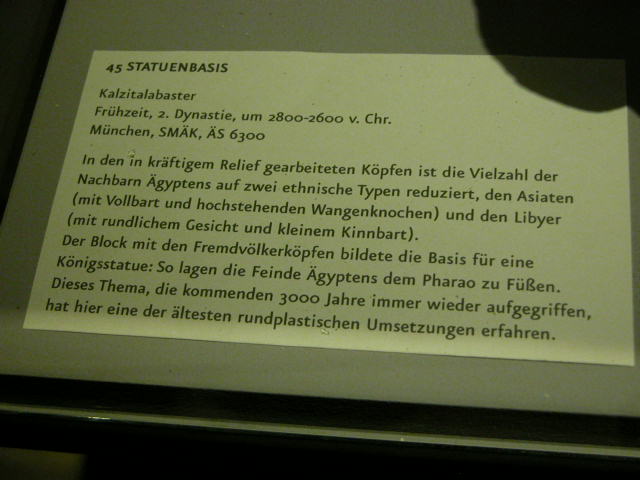 45 STATUENBASIS
Kalzitalabaster
Frühzeit, 2. Dynastie, um 2800-2600 v. Chr.
München, SMÄK, ÄS 6300
In den in kräftigem Relief gearbeiteten Köpfen ist die Vielzahl der
Nachbarn Ägyptens auf zwei ethnische Typen reduziert, den Asiaten
(mit Vollbart und hochstehenden Wangenknochen) und den Libyer
(mit rundlichem Gesicht und kleinem Kinnbart).
Der Block mit den Fremdvölkerköpfen bildete die Basis für eine
Königsstatue: So lagen die Feinde Ägyptens dem Pharao zu Füßen.
Dieses Thema, die kommenden 3000 Jahre immer wieder aufgegriffen,
hat hier eine der ältesten rundplastischen Umsetzungen erfahren.